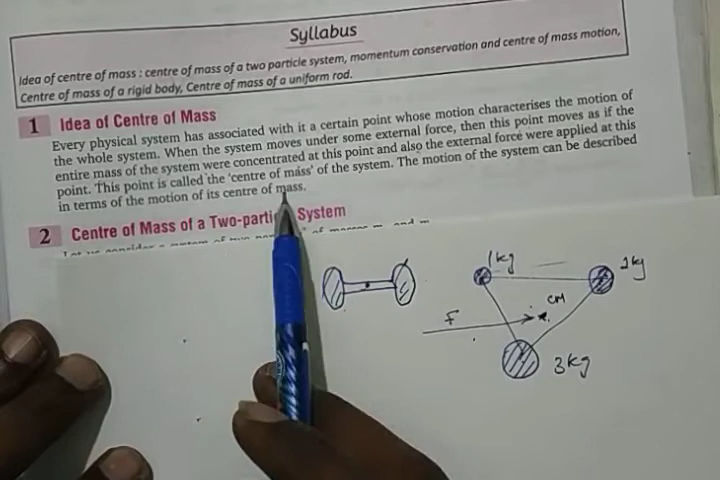 Syllabus
Idea of centre of mass : centre of mass of a two particle system, momentum conservation and centre of mass motion,
Centre of mass of a rigid body, Centre of mass of a uniform rod.
1 Idea of Centre of Mass
Every physical system has associated with it a certain point whose motion characterises the motion of
the whole system. When the system moves under some external force, then this point moves as if the
entire mass of the system were concentrated at this point and also the external force were applied at this
point. This point is called the 'centre of mass' of the system. The motion of the system can be described
in terms of the motion of its centre of mass.
2 Centre of Mass of a Two-parti System
1kg
2kg
CM
F
3kg